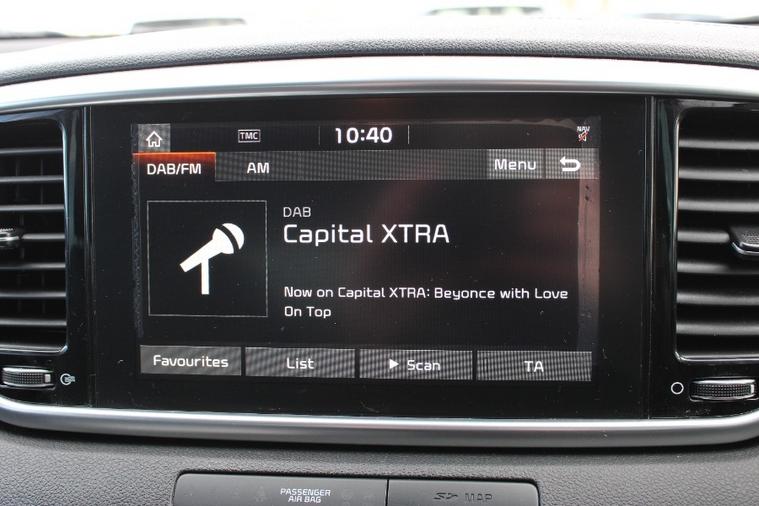 TMC 10:40 NAV
DAB/FM AM Menu
DAB
Capital XTRA
Now on Capital XTRA: Beyonce with Love
On Top
Favourites List Scan TA
PASSENGER
AIR BAG
MAP